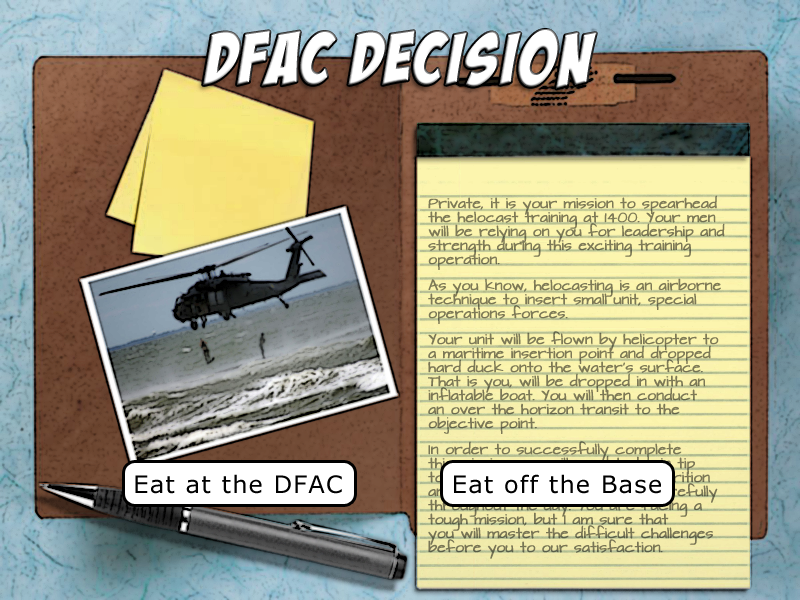 DFAC DECISION
Private, it is your mission to spearhead
the helocast training at 1400. Your men
will be relying on you for leadership and
strength during this exciting training
operation.
As you know, helocasting is an airborne
technique to insert small unit, special
operations forces.
Your unit will be flown by helicopter to
a maritime insertion point and dropped
hard duck onto the water's surface.
That is you, will be dropped in with an
inflatable boat. You will then conduct
an over the horizon transit to the
objective point.
In order to successfully complete
tip
throughout the day. You are facing a
tough mission, but I am sure that
you will master the difficult challenges
before you to our satisfaction.
Eat at the DFAC
Eat off the Base